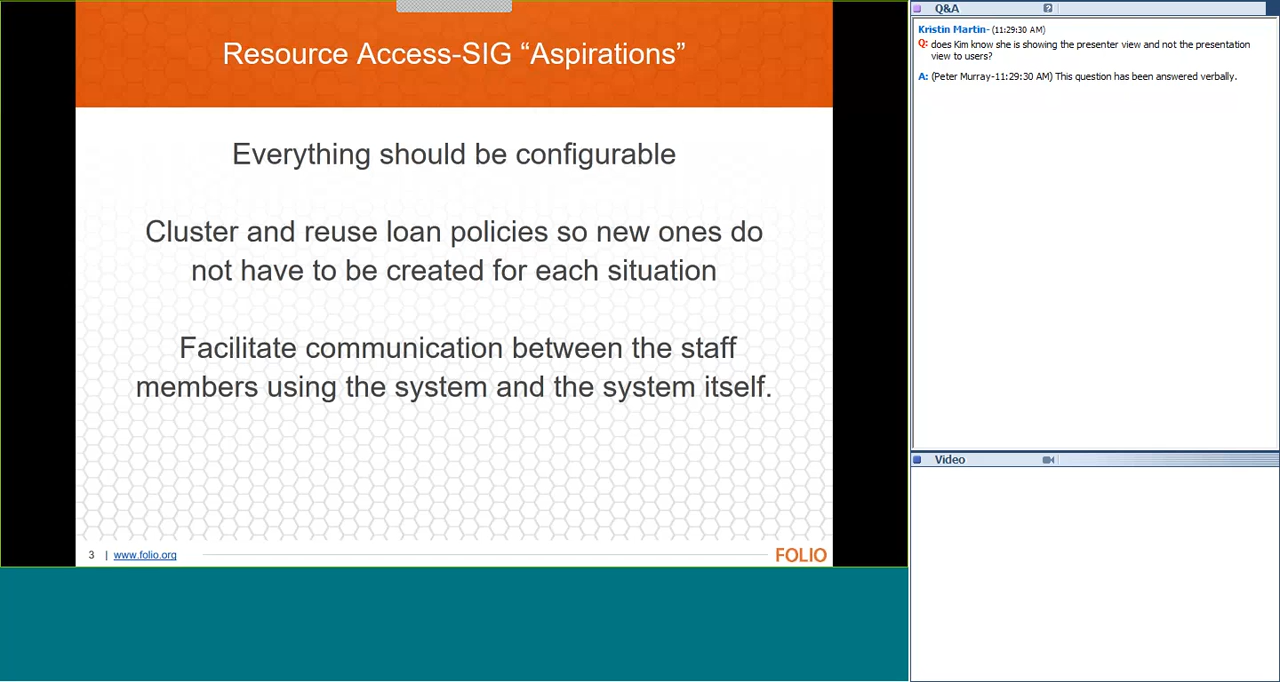 Resource Access-SIG “Aspirations”
Everything should be configurable
Cluster and reuse loan policies so new ones do
not have to be created for each situation
Facilitate communication between the staff
members using the system and the system itself.
3 | www.folio.org
FOLIO
Q&A
?
Kristin Martin- (11:29:30 AM)
Q: does Kim know she is showing the presenter view and not the presentation
view to users?
A: (Peter Murray-11:29:30 AM) This question has been answered verbally.
Video